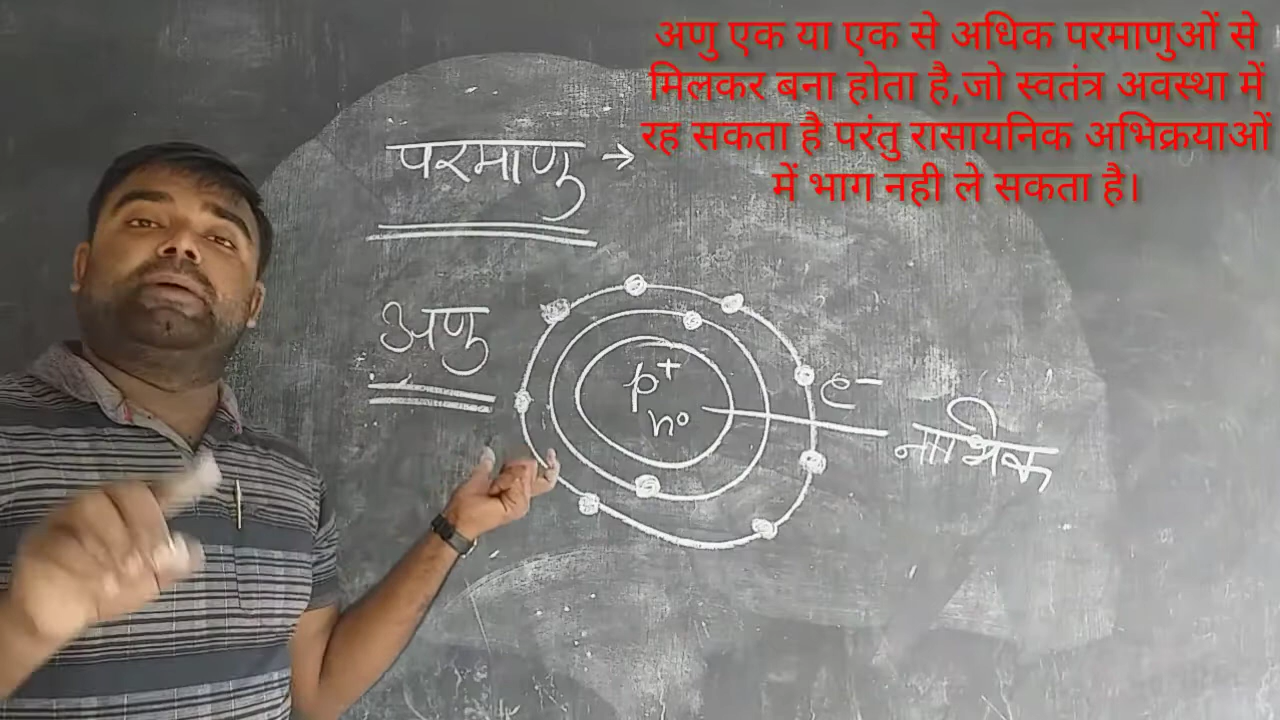 अणु एक या एक से अधिक परमाणुओं से
मिलकर बना होता है,जो स्वतंत्र अवस्था में
रह सकता है परंतु रासायनिक अभिक्रयाओं
में भाग नही ले सकता है।
परमाणु →
अणु
p+
n०
e−
नाभिक